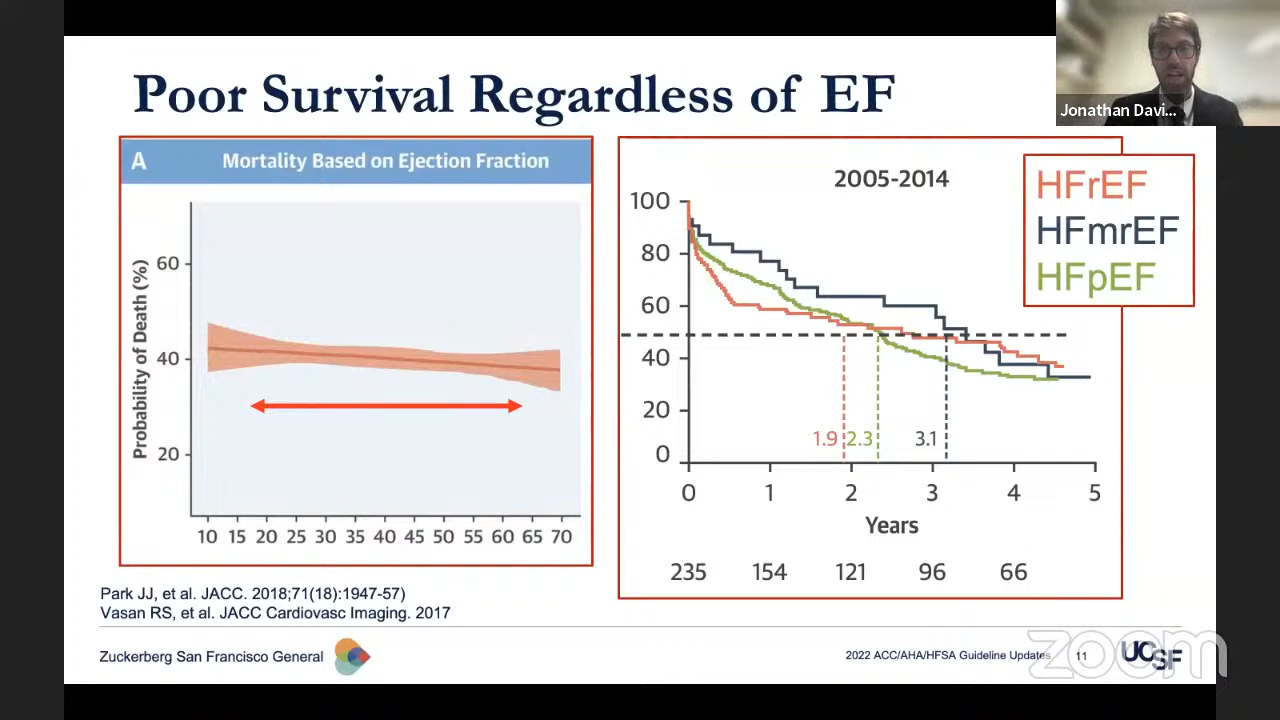 Poor Survival Regardless of EF
Jonathan Davi...
A
Mortality Based on Ejection Fraction
Probability of Death (%)
60
40
20
10 15 20 25 30 35 40 45 50 55 60 65 70
2005-2014
HFrEF
HFmrEF
HFpEF
100
80
60
40
20
0
1.9 2.3 3.1
0 1 2 3 4 5
Years
235 154 121 96 66
Park JJ, et al. JACC. 2018;71(18):1947-57)
Vasan RS, et al. JACC Cardiovasc Imaging. 2017
Zuckerberg San Francisco General
2022 ACC/AHA/HFSA Guideline Updates
11
UCSF
zoom